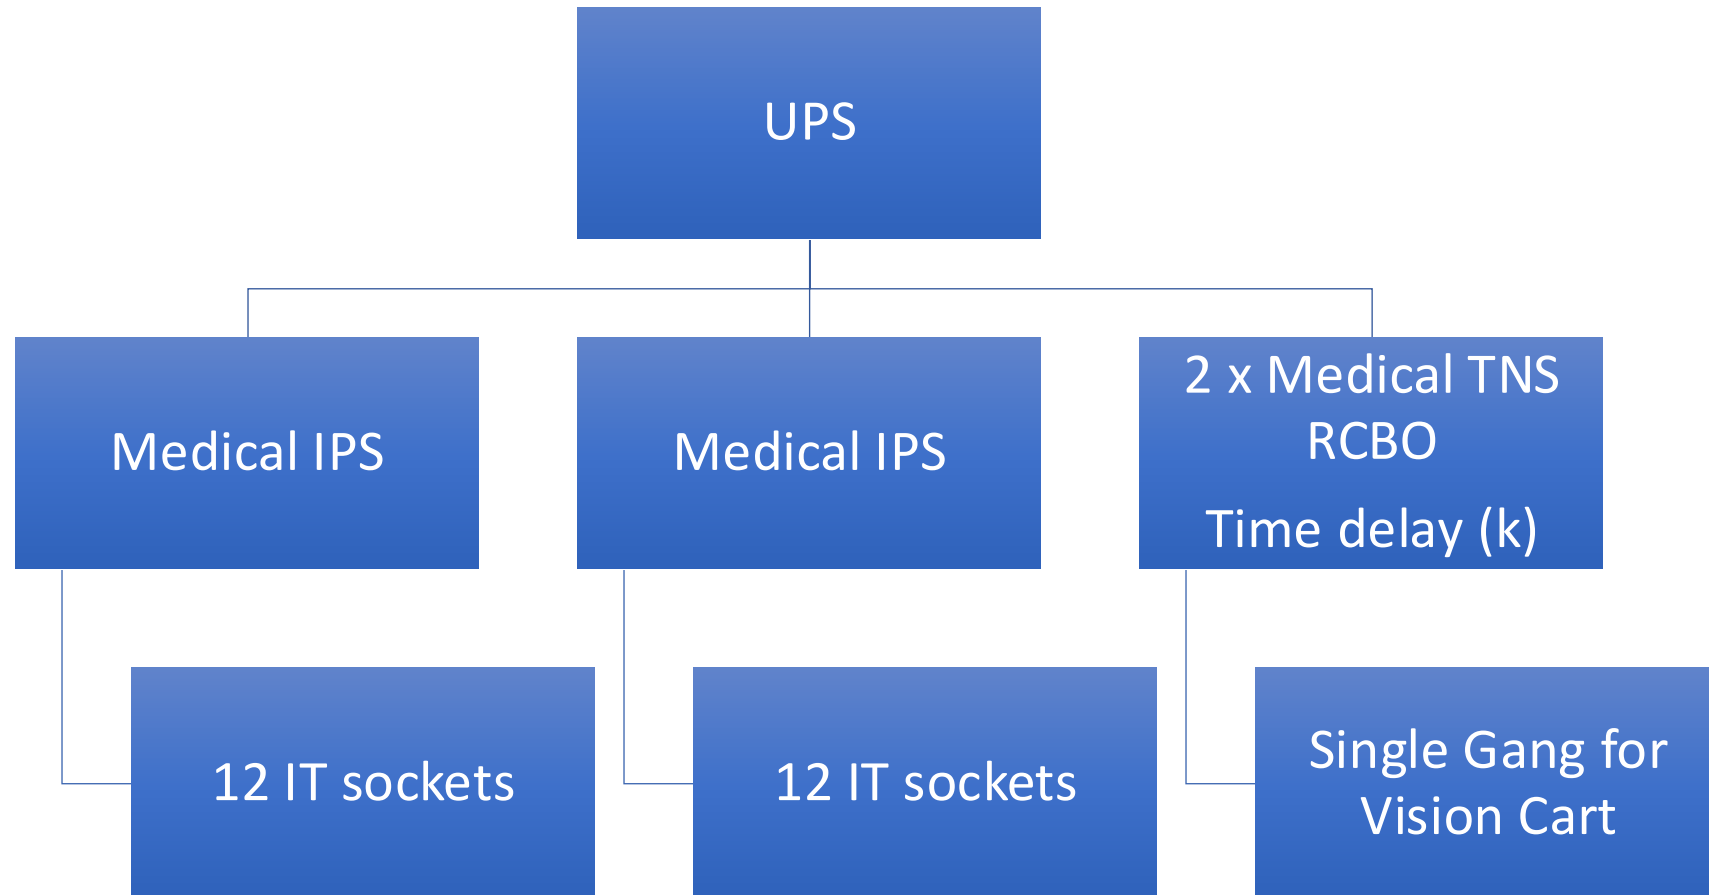 UPS
Medical IPS
Medical IPS
2 x Medical TNS
RCBO
Time delay (k)
12 IT sockets
12 IT sockets
Single Gang for
Vision Cart